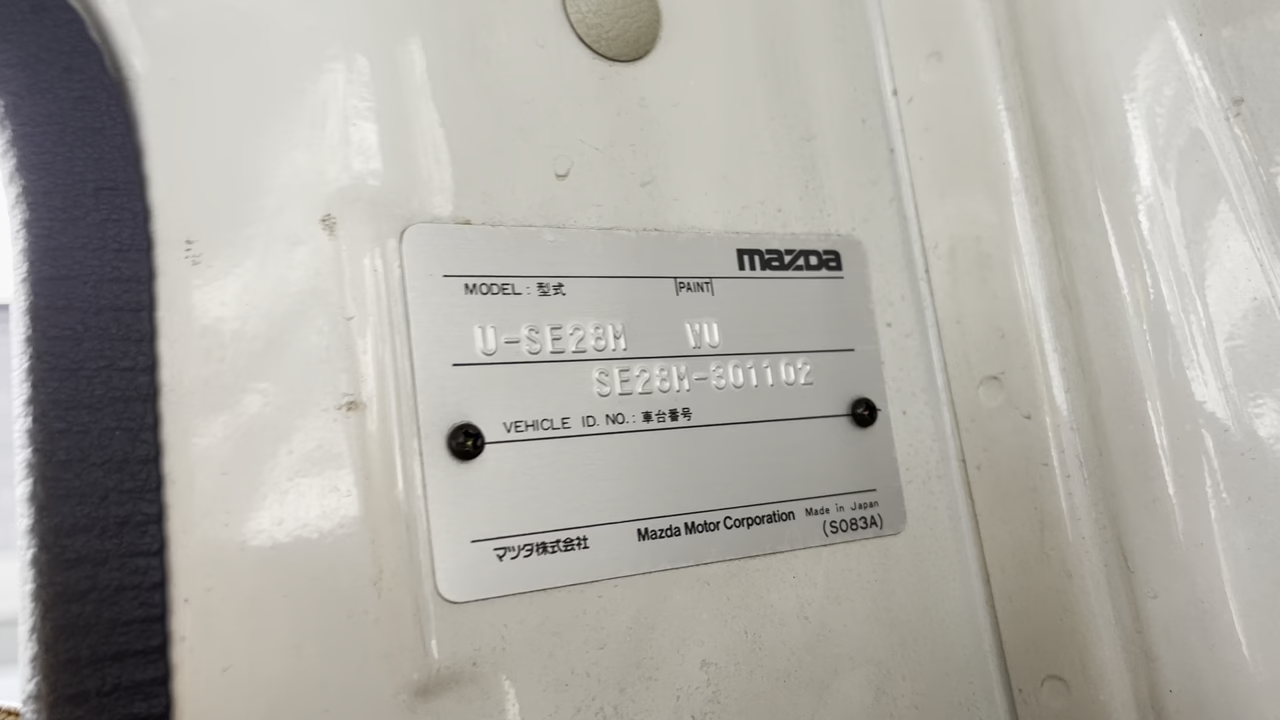 mazda
MODEL : 型式 PAINT
U-SE28M WU
SE28M-301102
VEHICLE ID. NO. : 車台番号
マツダ株式会社 Mazda Motor Corporation Made in Japan
(S083A)